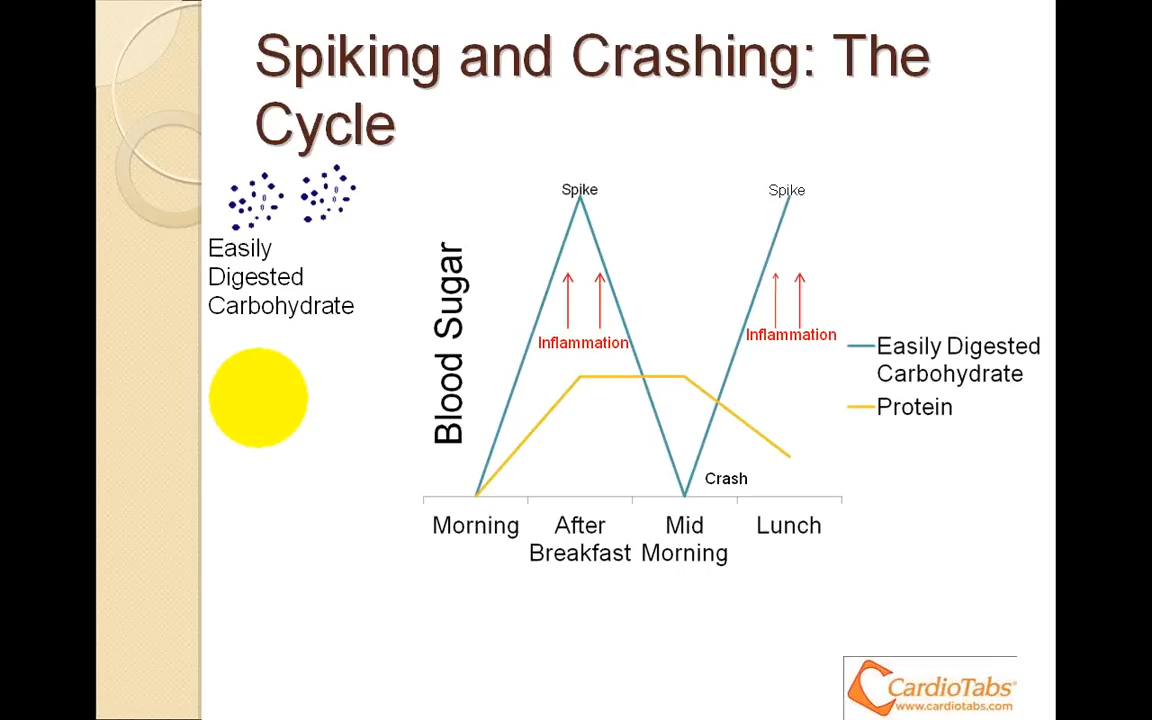 Spiking and Crashing: The
Cycle
Easily
Digested
Carbohydrate
Blood Sugar
Spike
Spike
Inflammation
Inflammation
Crash
Morning
After
Breakfast
Mid
Morning
Lunch
Easily Digested
Carbohydrate
Protein
CardioTabs®
www.cardiotabs.com